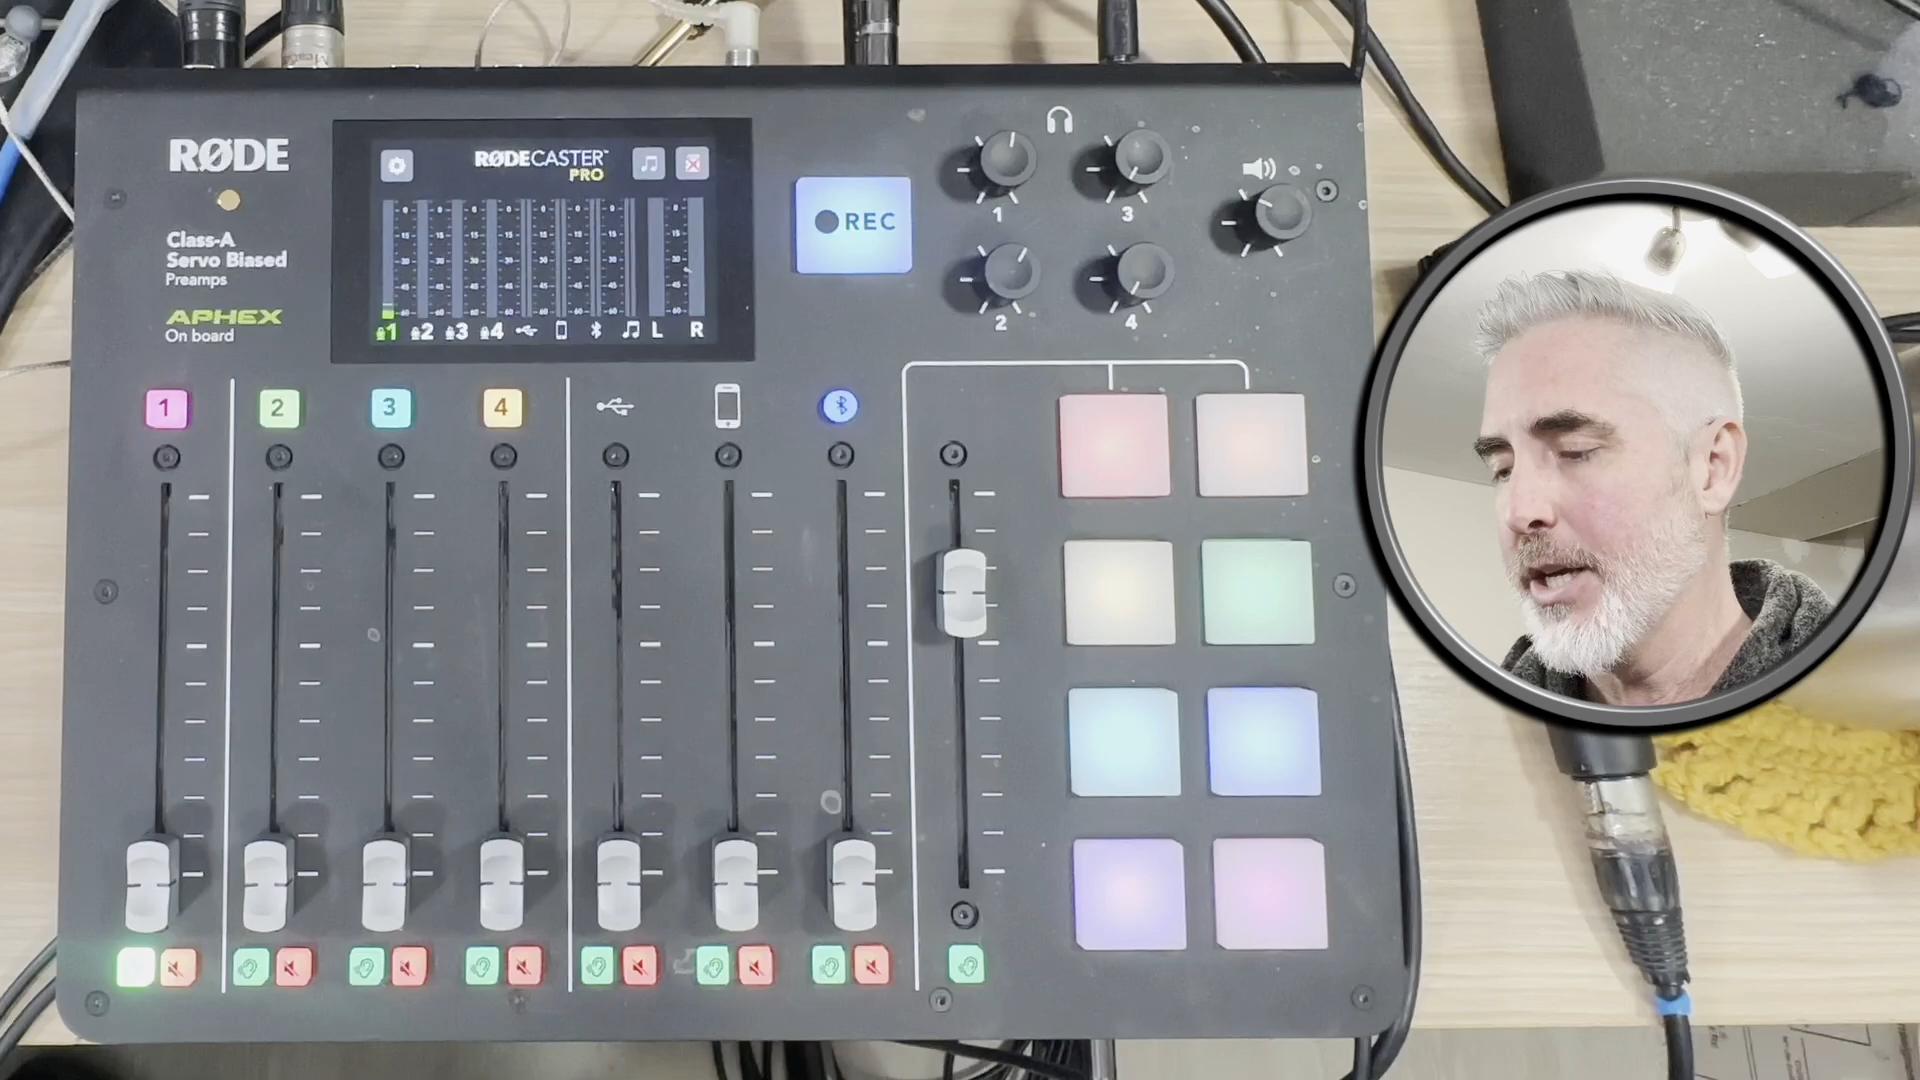 RØDE
Class-A
Servo Biased
Preamps
APHEX
On board
RØDECASTER™
PRO
1 2 3 4 L R
REC
1
3
2
4
1
2
3
4